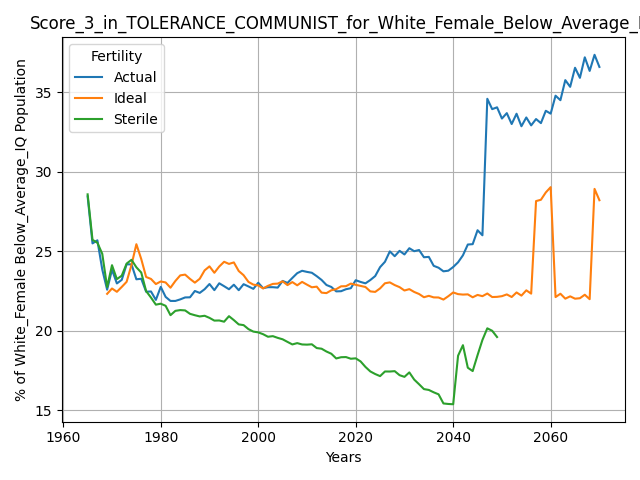 Score_3_in_TOLERANCE_COMMUNIST_for_White_Female_Below_Average_
Fertility
Actual
Ideal
Sterile
% of White_Female Below_Average_IQ Population
35
30
25
20
15
1960
1980
2000
2020
2040
2060
Years